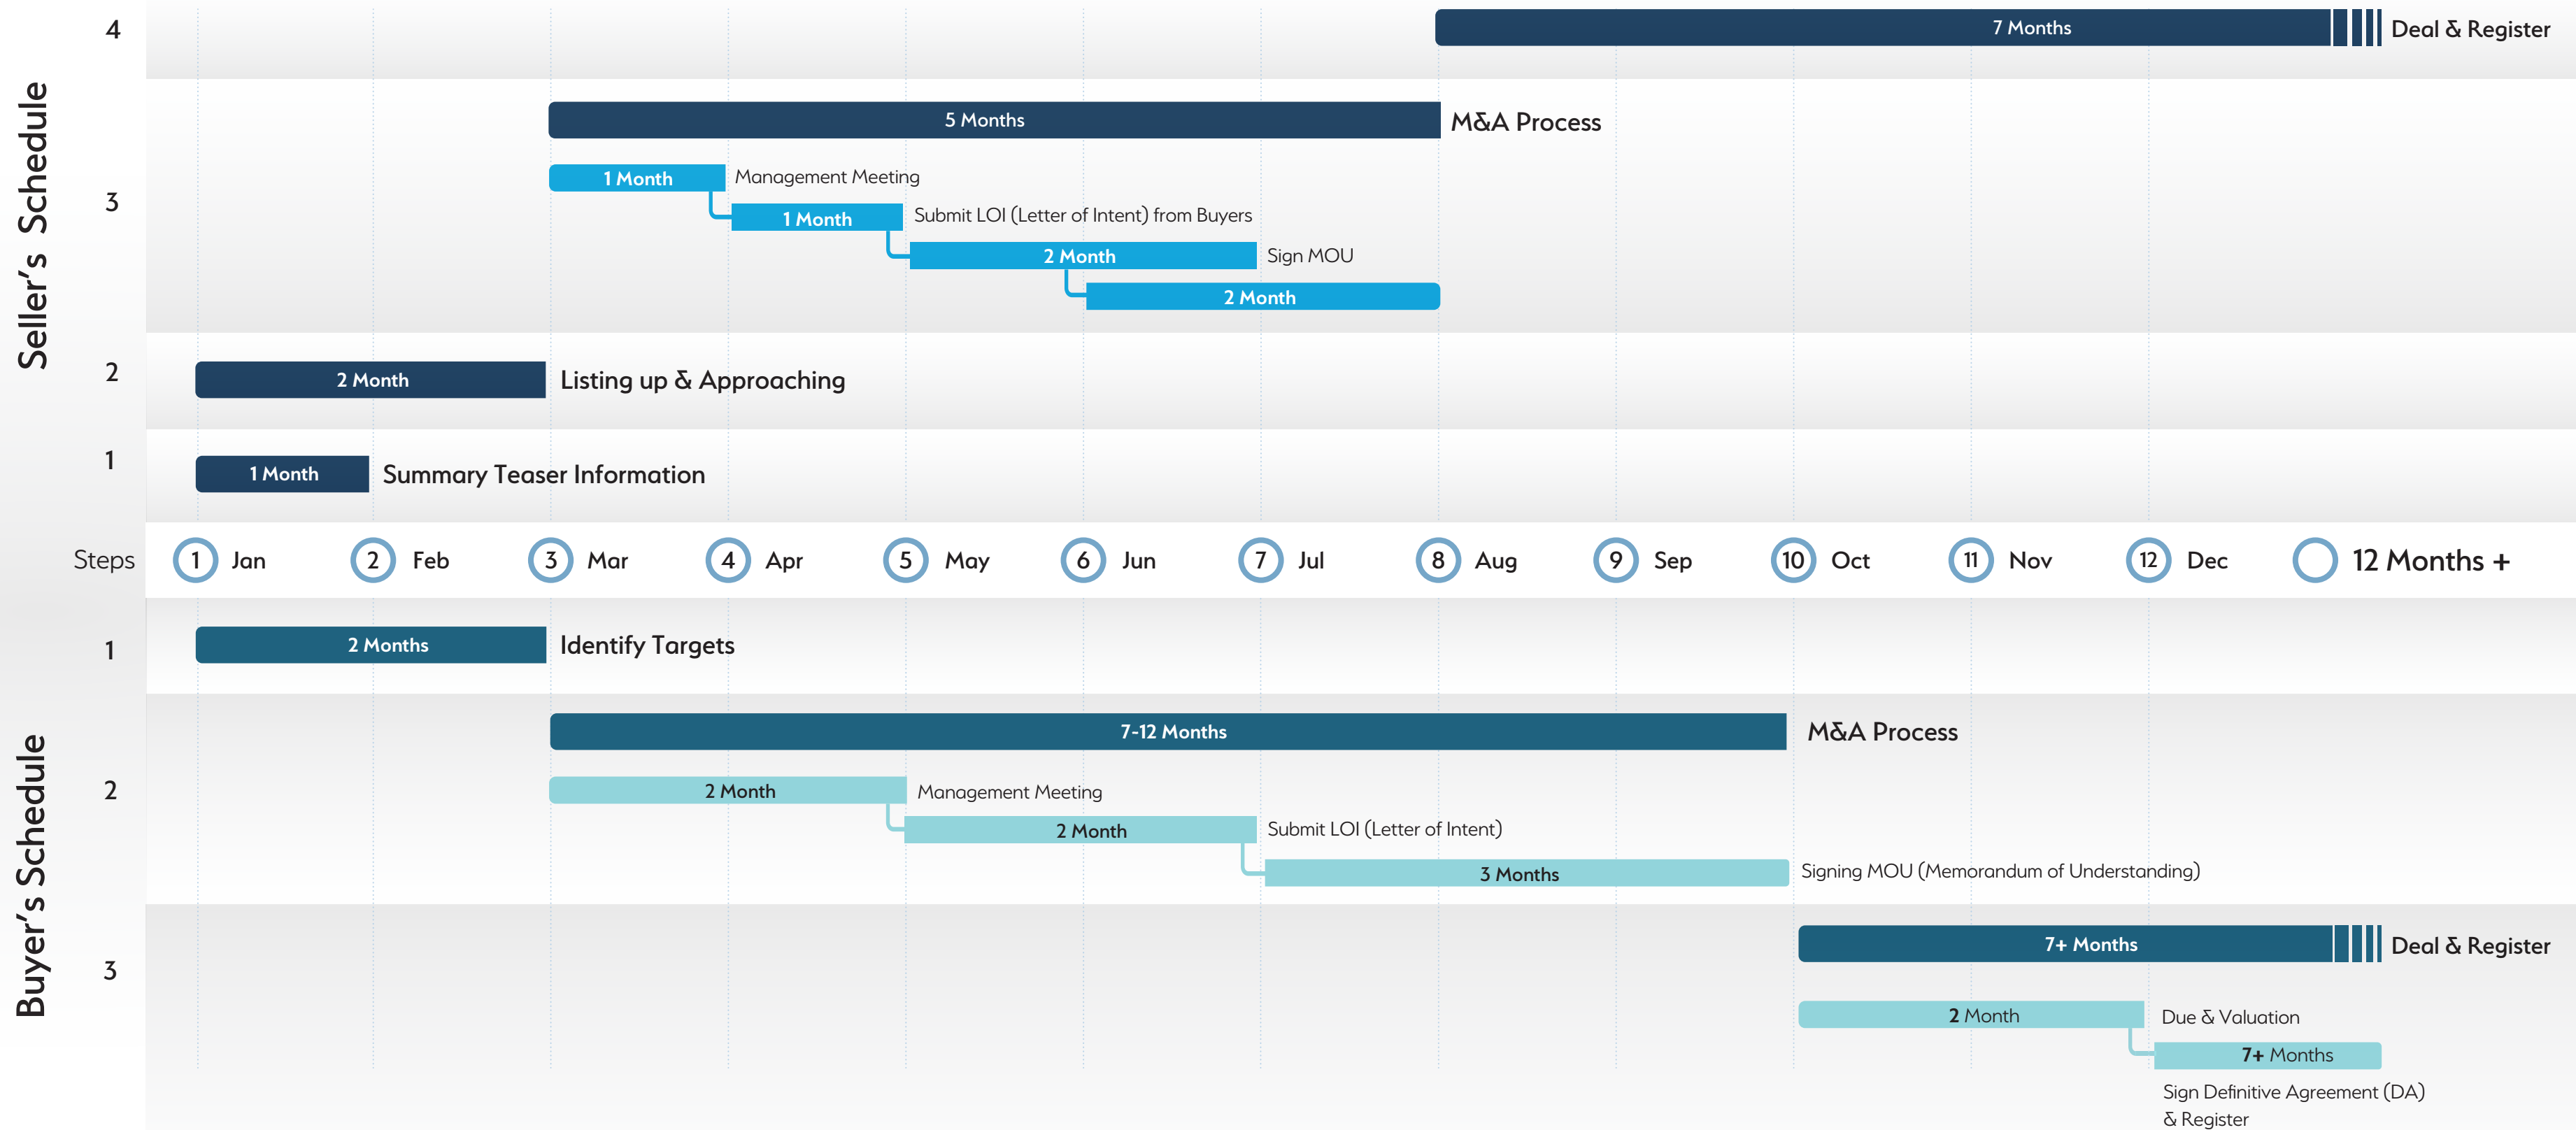 Seller's Schedule
4
7 Months
Deal & Register
5 Months
M&A Process
3
1 Month
Management Meeting
1 Month
Submit LOI (Letter of Intent) from Buyers
2 Month
Sign MOU
2 Month
2
2 Month
Listing up & Approaching
1
1 Month
Summary Teaser Information
Steps
1 Jan
2 Feb
3 Mar
4 Apr
5 May
6 Jun
7 Jul
8 Aug
9 Sep
10 Oct
11 Nov
12 Dec
12 Months +
Buyer's Schedule
1
2 Months
Identify Targets
7-12 Months
M&A Process
2
2 Month
Management Meeting
2 Month
Submit LOI (Letter of Intent)
3 Months
Signing MOU (Memorandum of Understanding)
3
7+ Months
Deal & Register
2 Month
Due & Valuation
7+ Months
Sign Definitive Agreement (DA)
& Register